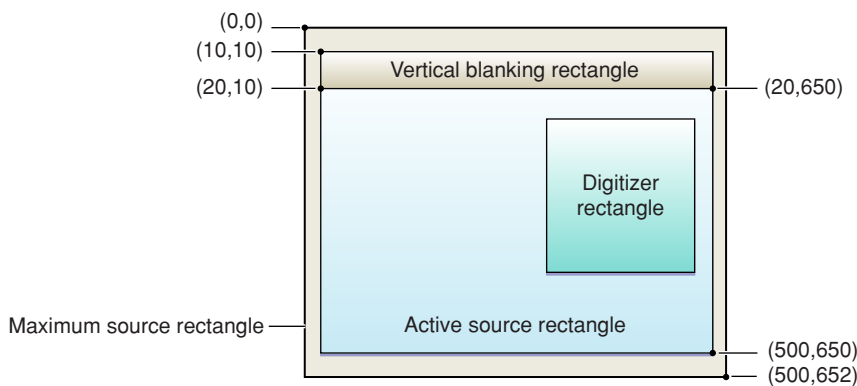 (0,0)
(10,10)
Vertical blanking rectangle
(20,10)
(20,650)
Digitizer
rectangle
Maximum source rectangle
Active source rectangle
(500,650)
(500,652)